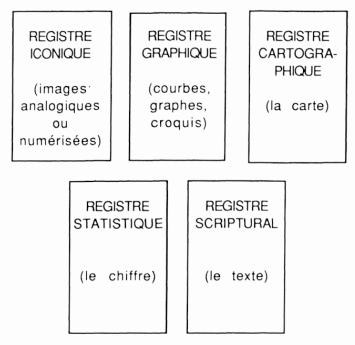 REGISTRE
ICONIQUE
(images
analogiques
ou
numérisées)
REGISTRE
GRAPHIQUE
(courbes,
graphes,
croquis)
REGISTRE
CARTOGRA-
PHIQUE
(la carte)
REGISTRE
STATISTIQUE
(le chiffre)
REGISTRE
SCRIPTURAL
(le texte)